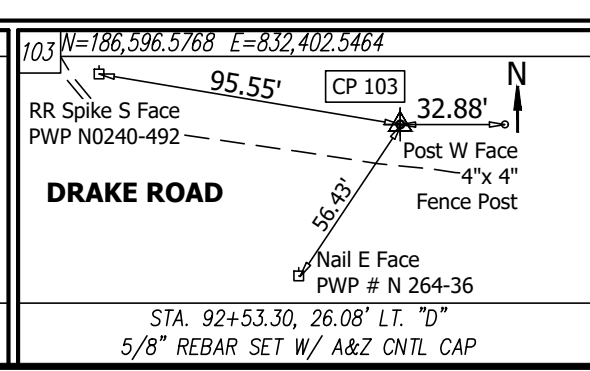 103 N=186,596.5768 E=832,402.5464
95.55'
CP 103
32.88'
N
RR Spike S Face
PWP N0240-492
Post W Face
4"x 4"
Fence Post
DRAKE ROAD
56.43'
Nail E Face
PWP # N 264-36
STA. 92+53.30, 26.08' LT. "D"
5/8" REBAR SET W/ A&Z CNTL CAP